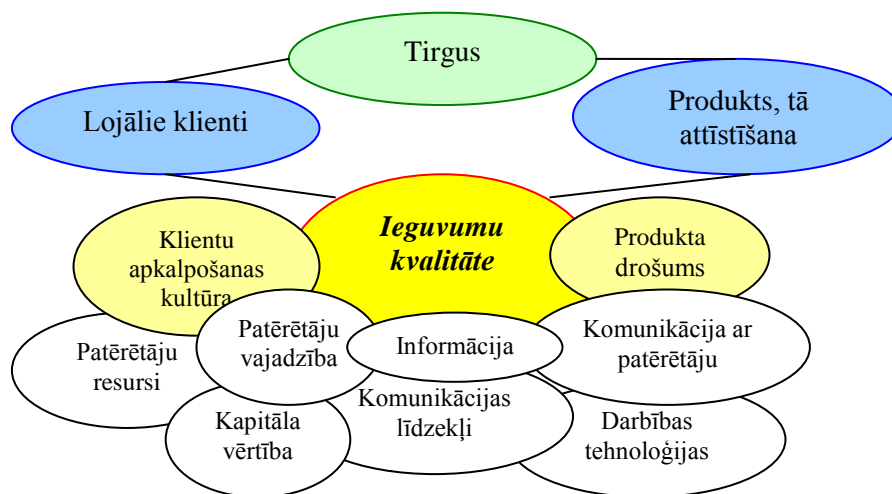 Tirgus
Lojālie klienti
Produkts, tā
attīstīšana
Ieguvumu
kvalitāte
Klientu
apkalpošanas
kultūra
Produkta
drošums
Patērētāju
resursi
Patērētāju
vajadzība
Informācija
Komunikācija ar
patērētāju
Kapitāla
vērtība
Komunikācijas
līdzekļi
Darbības
tehnoloģijas